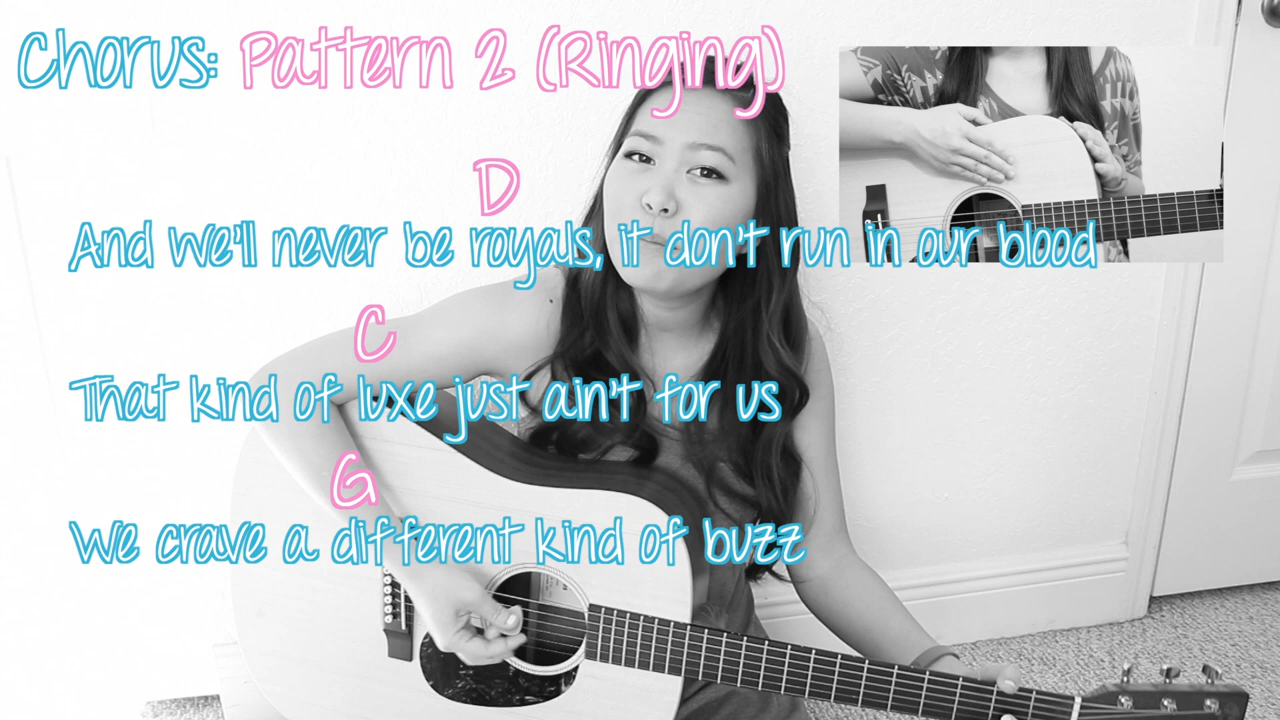 Chorus: Pattern 2 (Ringing)
D
And we'll never be royals, it don't run in our blood
C
That kind of luxe just ain't for us
G
We crave a different kind of buzz